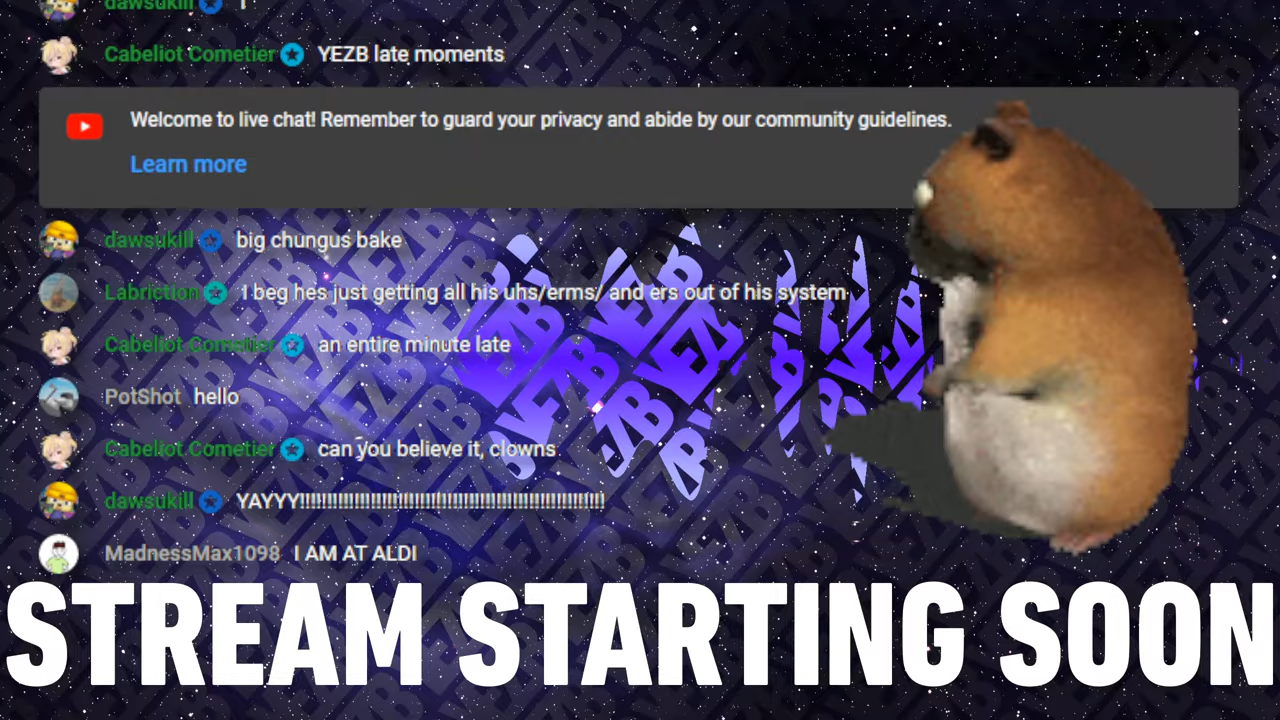 dawsukill
Cabeliot Cometier YEZB late moments
Welcome to live chat! Remember to guard your privacy and abide by our community guidelines.
Learn more
dawsukill big chungus bake
Labriction I beg hes just getting all his uhs/erms/ and ers out of his system
Cabeliot Cometier an entire minute late
PotShot hello
Cabeliot Cometier can you believe it, clowns
dawsukill YAYYY!!!!!!!!!!!!!!!!!!!!!!!!!!!!!!!!!!!!!!!!!!!!!!!!!!!!!!!!
MadnessMax1098 I AM AT ALDI
STREAM STARTING SOON